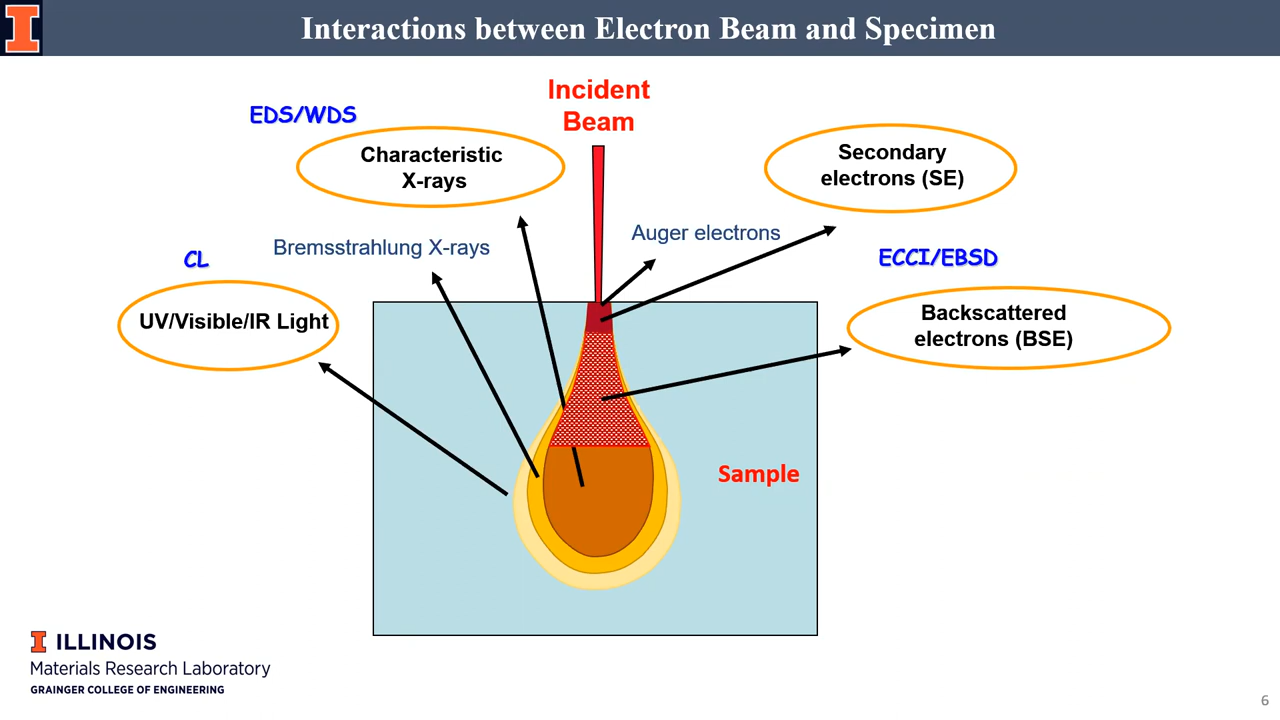 Interactions between Electron Beam and Specimen
Incident
Beam
EDS/WDS
Characteristic
X-rays
Secondary
electrons (SE)
Bremsstrahlung X-rays
Auger electrons
CL
ECCI/EBSD
UV/Visible/IR Light
Backscattered
electrons (BSE)
Sample
I ILLINOIS
Materials Research Laboratory
GRAINGER COLLEGE OF ENGINEERING
6